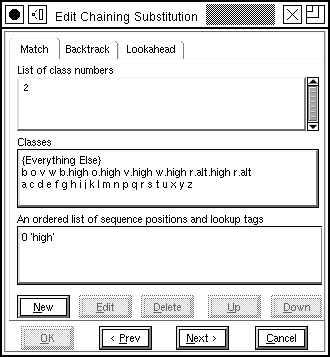 Edit Chaining Substitution
Match Backtrack Lookahead
List of class numbers
2
Classes
{Everything Else}
b o v w b.high o.high v.high w.high r.alt.high r.alt
a c d e f g h i j k l m n p q r s t u x y z
An ordered list of sequence positions and lookup tags
0 'high'
New Edit Delete Up Down
OK < Prev Next > Cancel